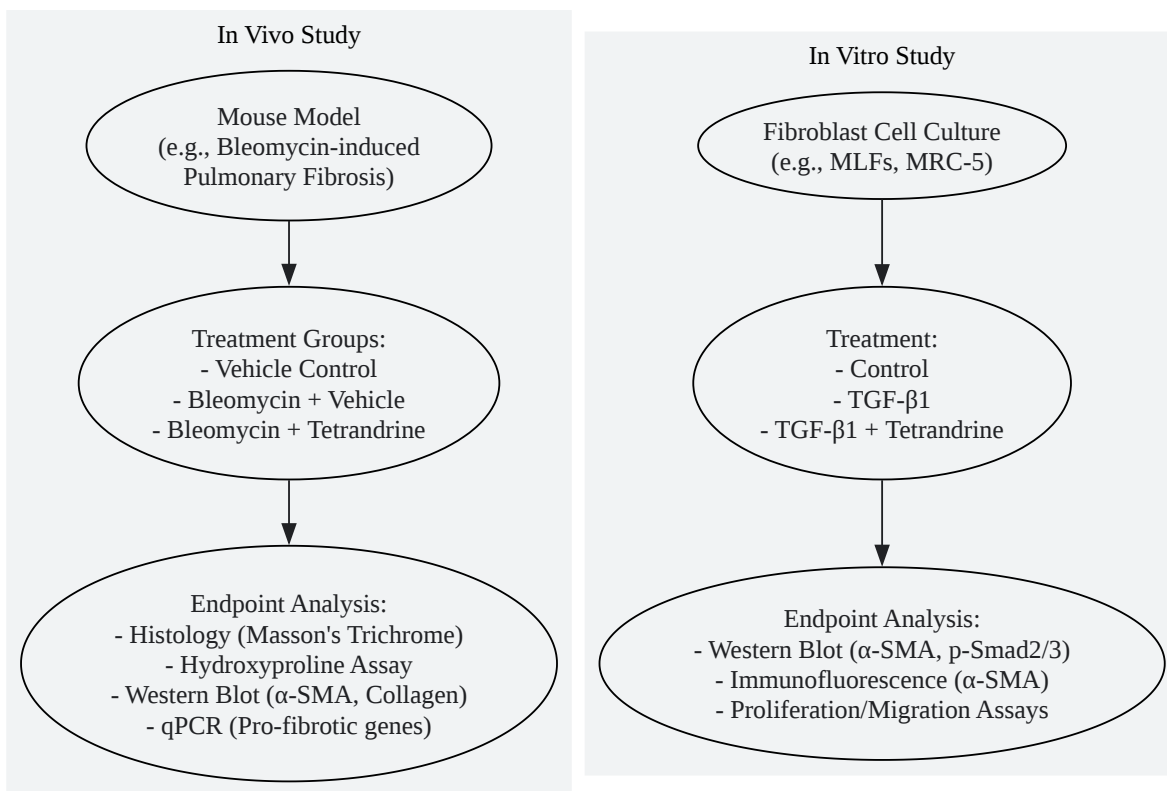 In Vivo Study
Mouse Model
(e.g., Bleomycin-induced
Pulmonary Fibrosis)
Treatment Groups:
- Vehicle Control
- Bleomycin + Vehicle
- Bleomycin + Tetrandrine
Endpoint Analysis:
- Histology (Masson's Trichrome)
- Hydroxyproline Assay
- Western Blot (α-SMA, Collagen)
- qPCR (Pro-fibrotic genes)
In Vitro Study
Fibroblast Cell Culture
(e.g., MLFs, MRC-5)
Treatment:
- Control
- TGF-β1
- TGF-β1 + Tetrandrine
Endpoint Analysis:
- Western Blot (α-SMA, p-Smad2/3)
- Immunofluorescence (α-SMA)
- Proliferation/Migration Assays